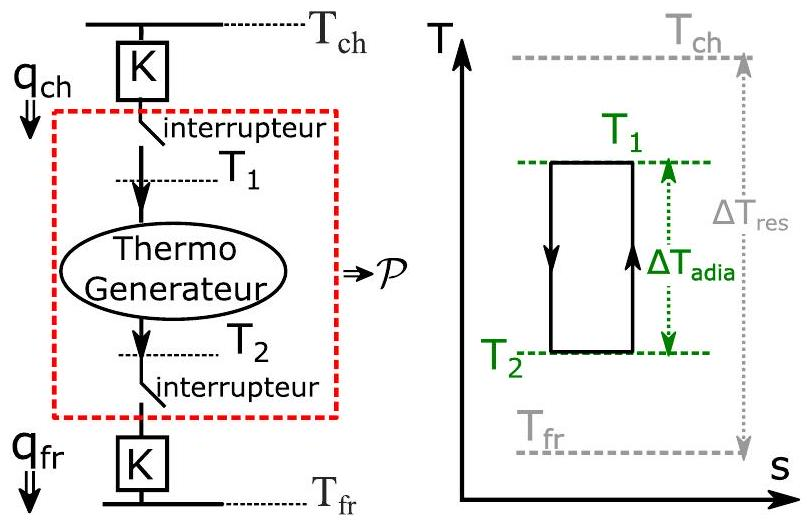 T_ch
K
q_ch
interrupteur
T_1
Thermo
Generateur
𝒫
T_2
interrupteur
q_fr
K
T_fr
T
T_ch
T_1
ΔT_res
ΔT_adia
T_2
T_fr
s